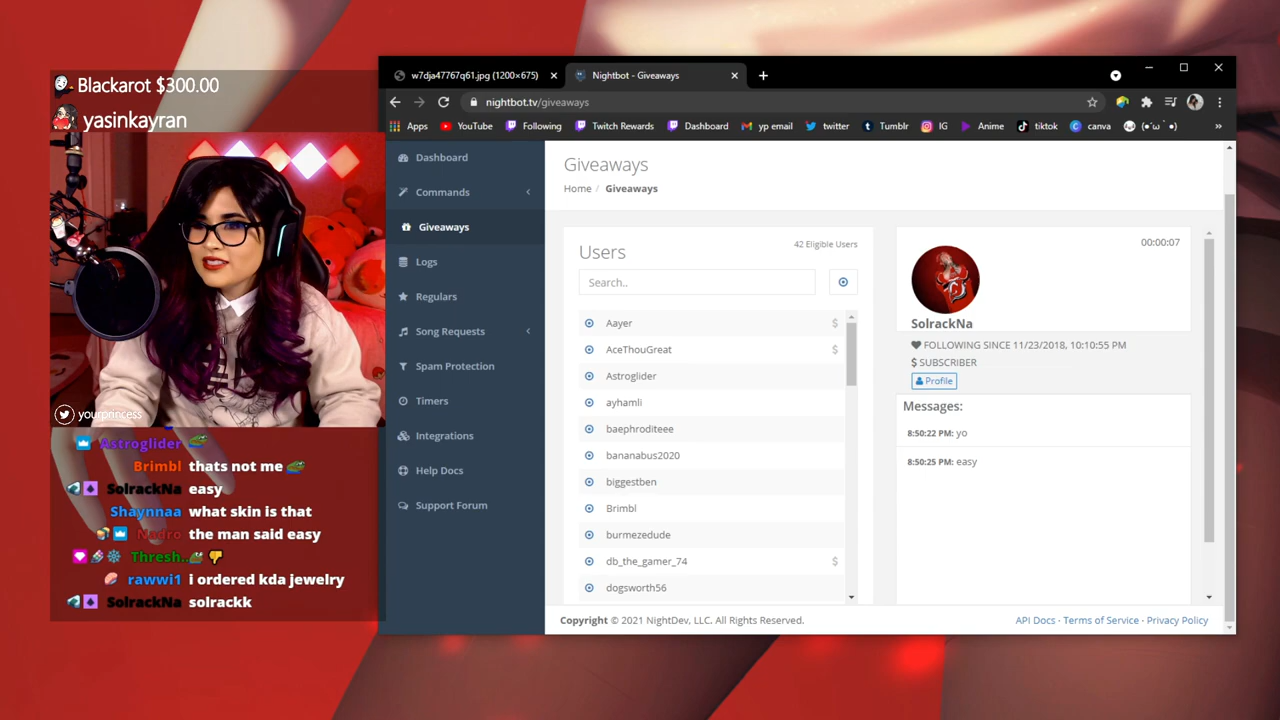 Blackarot $300.00
yasinkayran
yourprincess
Astroglider
Brimbl thats not me
SolrackNa easy
Shaynnaa what skin is that
Nadro the man said easy
Thresh..
rawwi1 i ordered kda jewelry
SolrackNa solrackk
w7dja47767q61.jpg (1200×675)
Nightbot - Giveaways
nightbot.tv/giveaways
Apps YouTube Following Twitch Rewards Dashboard yp email twitter Tumblr IG Anime tiktok canva (●'ω'●) »
Dashboard
Commands
Giveaways
Logs
Regulars
Song Requests
Spam Protection
Timers
Integrations
Help Docs
Support Forum
Giveaways
Home / Giveaways
Users
42 Eligible Users
Search..
Aayer $
AceThouGreat $
Astroglider
ayhamli
baephroditeee
bananabus2020
biggestben
Brimbl
burmezedude
db_the_gamer_74 $
dogsworth56
00:00:07
SolrackNa
FOLLOWING SINCE 11/23/2018, 10:10:55 PM
$ SUBSCRIBER
Profile
Messages:
8:50:22 PM: yo
8:50:25 PM: easy
Copyright © 2021 NightDev, LLC. All Rights Reserved.
API Docs · Terms of Service · Privacy Policy